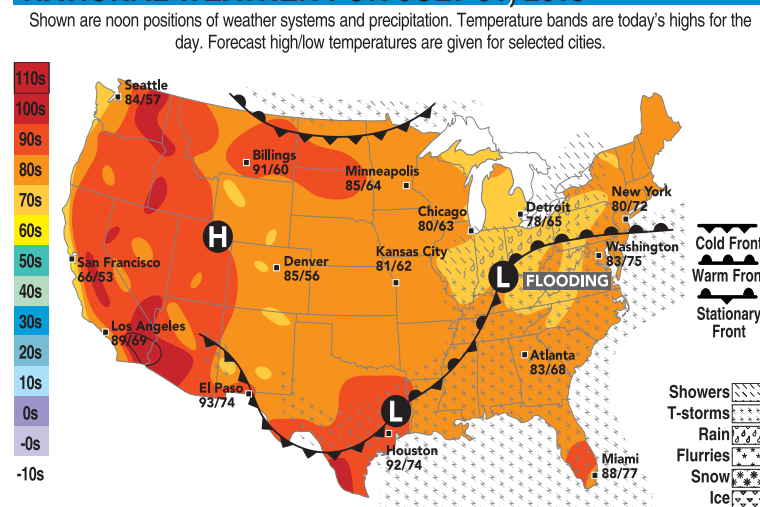 Shown are noon positions of weather systems and precipitation. Temperature bands are today's highs for the
day. Forecast high/low temperatures are given for selected cities.
110s
100s
90s
80s
70s
60s
50s
40s
30s
20s
10s
0s
-0s
-10s
Seattle
84/57
Billings
91/60
Minneapolis
85/64
Chicago
80/63
Detroit
78/65
New York
80/72
Washington
83/75
San Francisco
66/53
H
Denver
85/56
Kansas City
81/62
L
FLOODING
Los Angeles
89/69
El Paso
93/74
Atlanta
83/68
L
Houston
92/74
Miami
88/77
Cold Front
Warm Front
Stationary
Front
Showers
T-storms
Rain
Flurries
Snow
Ice